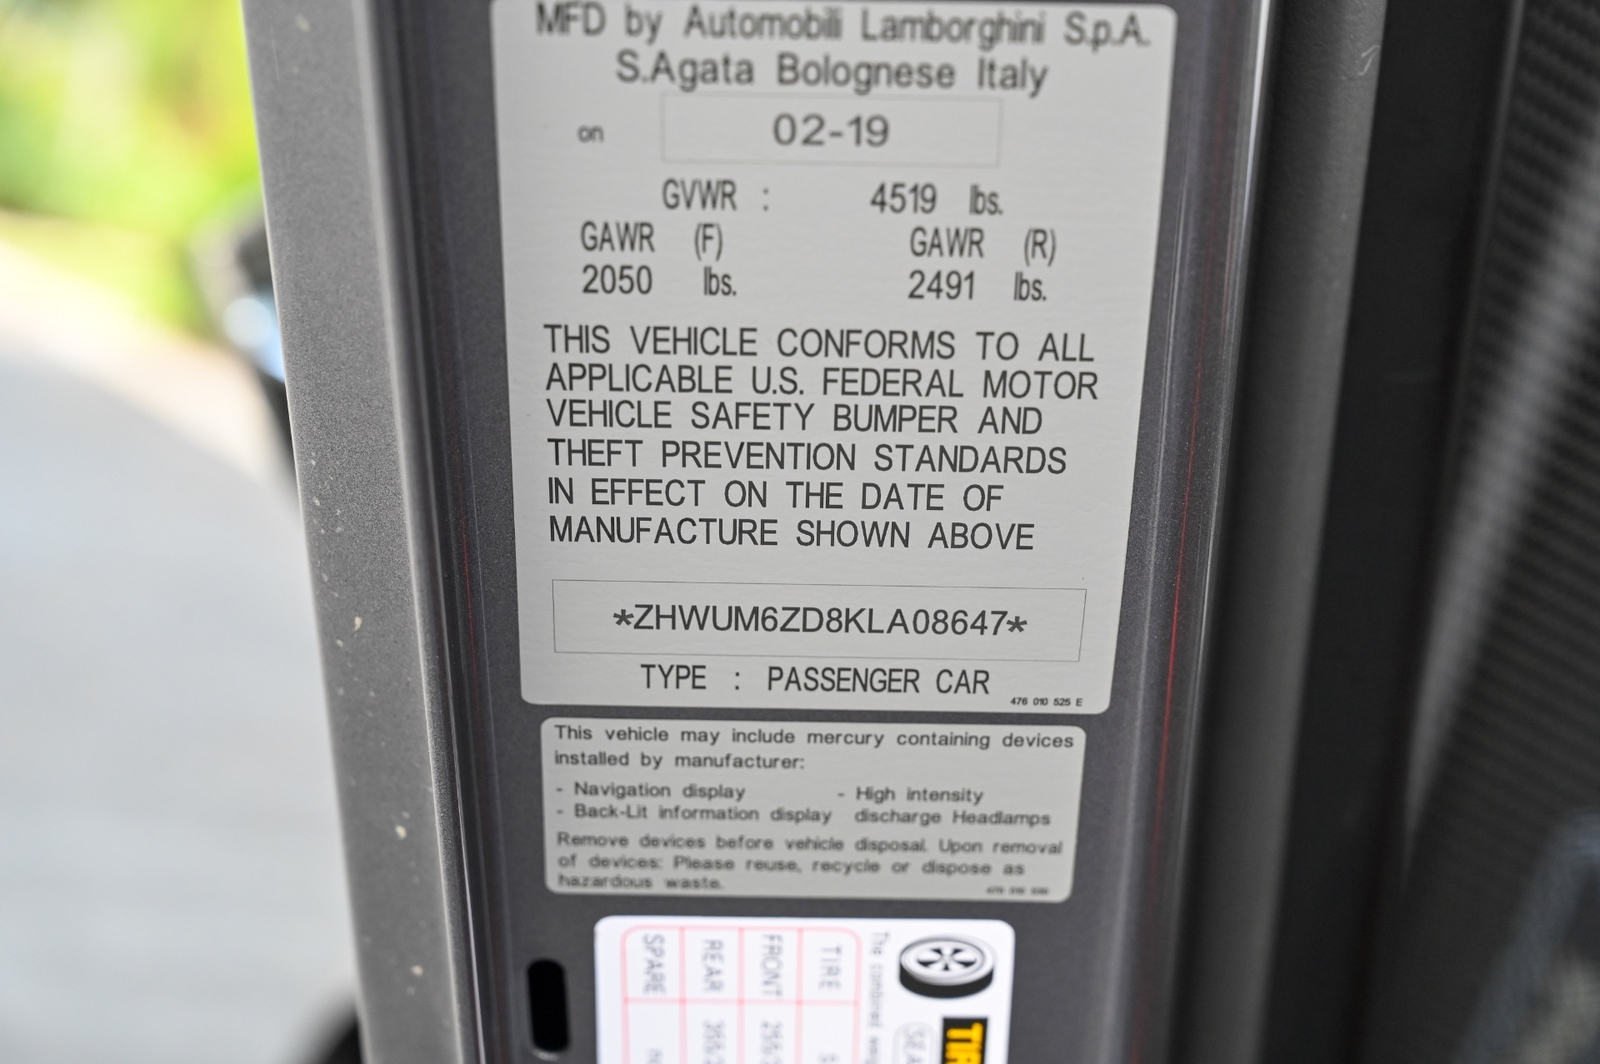 MFD by Automobili Lamborghini S.p.A.
S.Agata Bolognese Italy
on 02-19
GVWR : 4519 lbs.
GAWR (F) GAWR (R)
2050 lbs. 2491 lbs.
THIS VEHICLE CONFORMS TO ALL
APPLICABLE U.S. FEDERAL MOTOR
VEHICLE SAFETY BUMPER AND
THEFT PREVENTION STANDARDS
IN EFFECT ON THE DATE OF
MANUFACTURE SHOWN ABOVE
*ZHWUM6ZD8KLA08647*
TYPE : PASSENGER CAR
476 010 525 E
This vehicle may include mercury containing devices
installed by manufacturer:
- Navigation display - High intensity
- Back-Lit information display discharge Headlamps
Remove devices before vehicle disposal. Upon removal
of devices: Please reuse, recycle or dispose as
hazardous waste.
The combined
TIRE
FRONT
REAR
SPARE